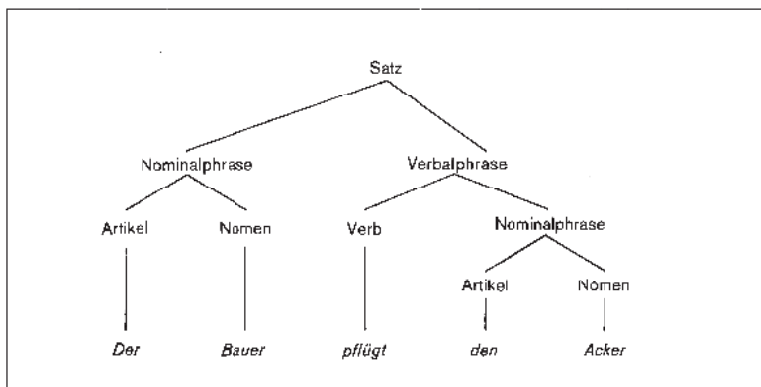 Satz
Nominalphrase Verbalphrase
Artikel Nomen Verb Nominalphrase
Artikel Nomen
Der Bauer pflügt den Acker